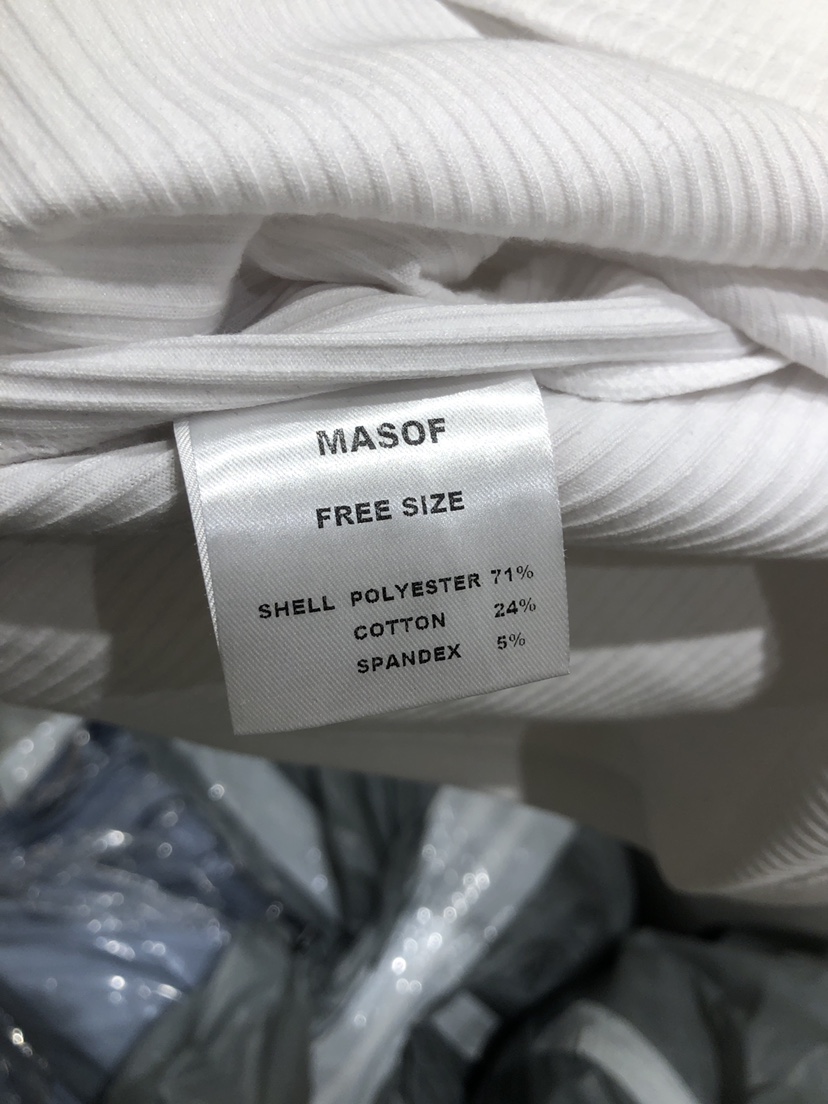 MASOF
FREE SIZE
SHELL POLYESTER 71%
COTTON 24%
SPANDEX 5%